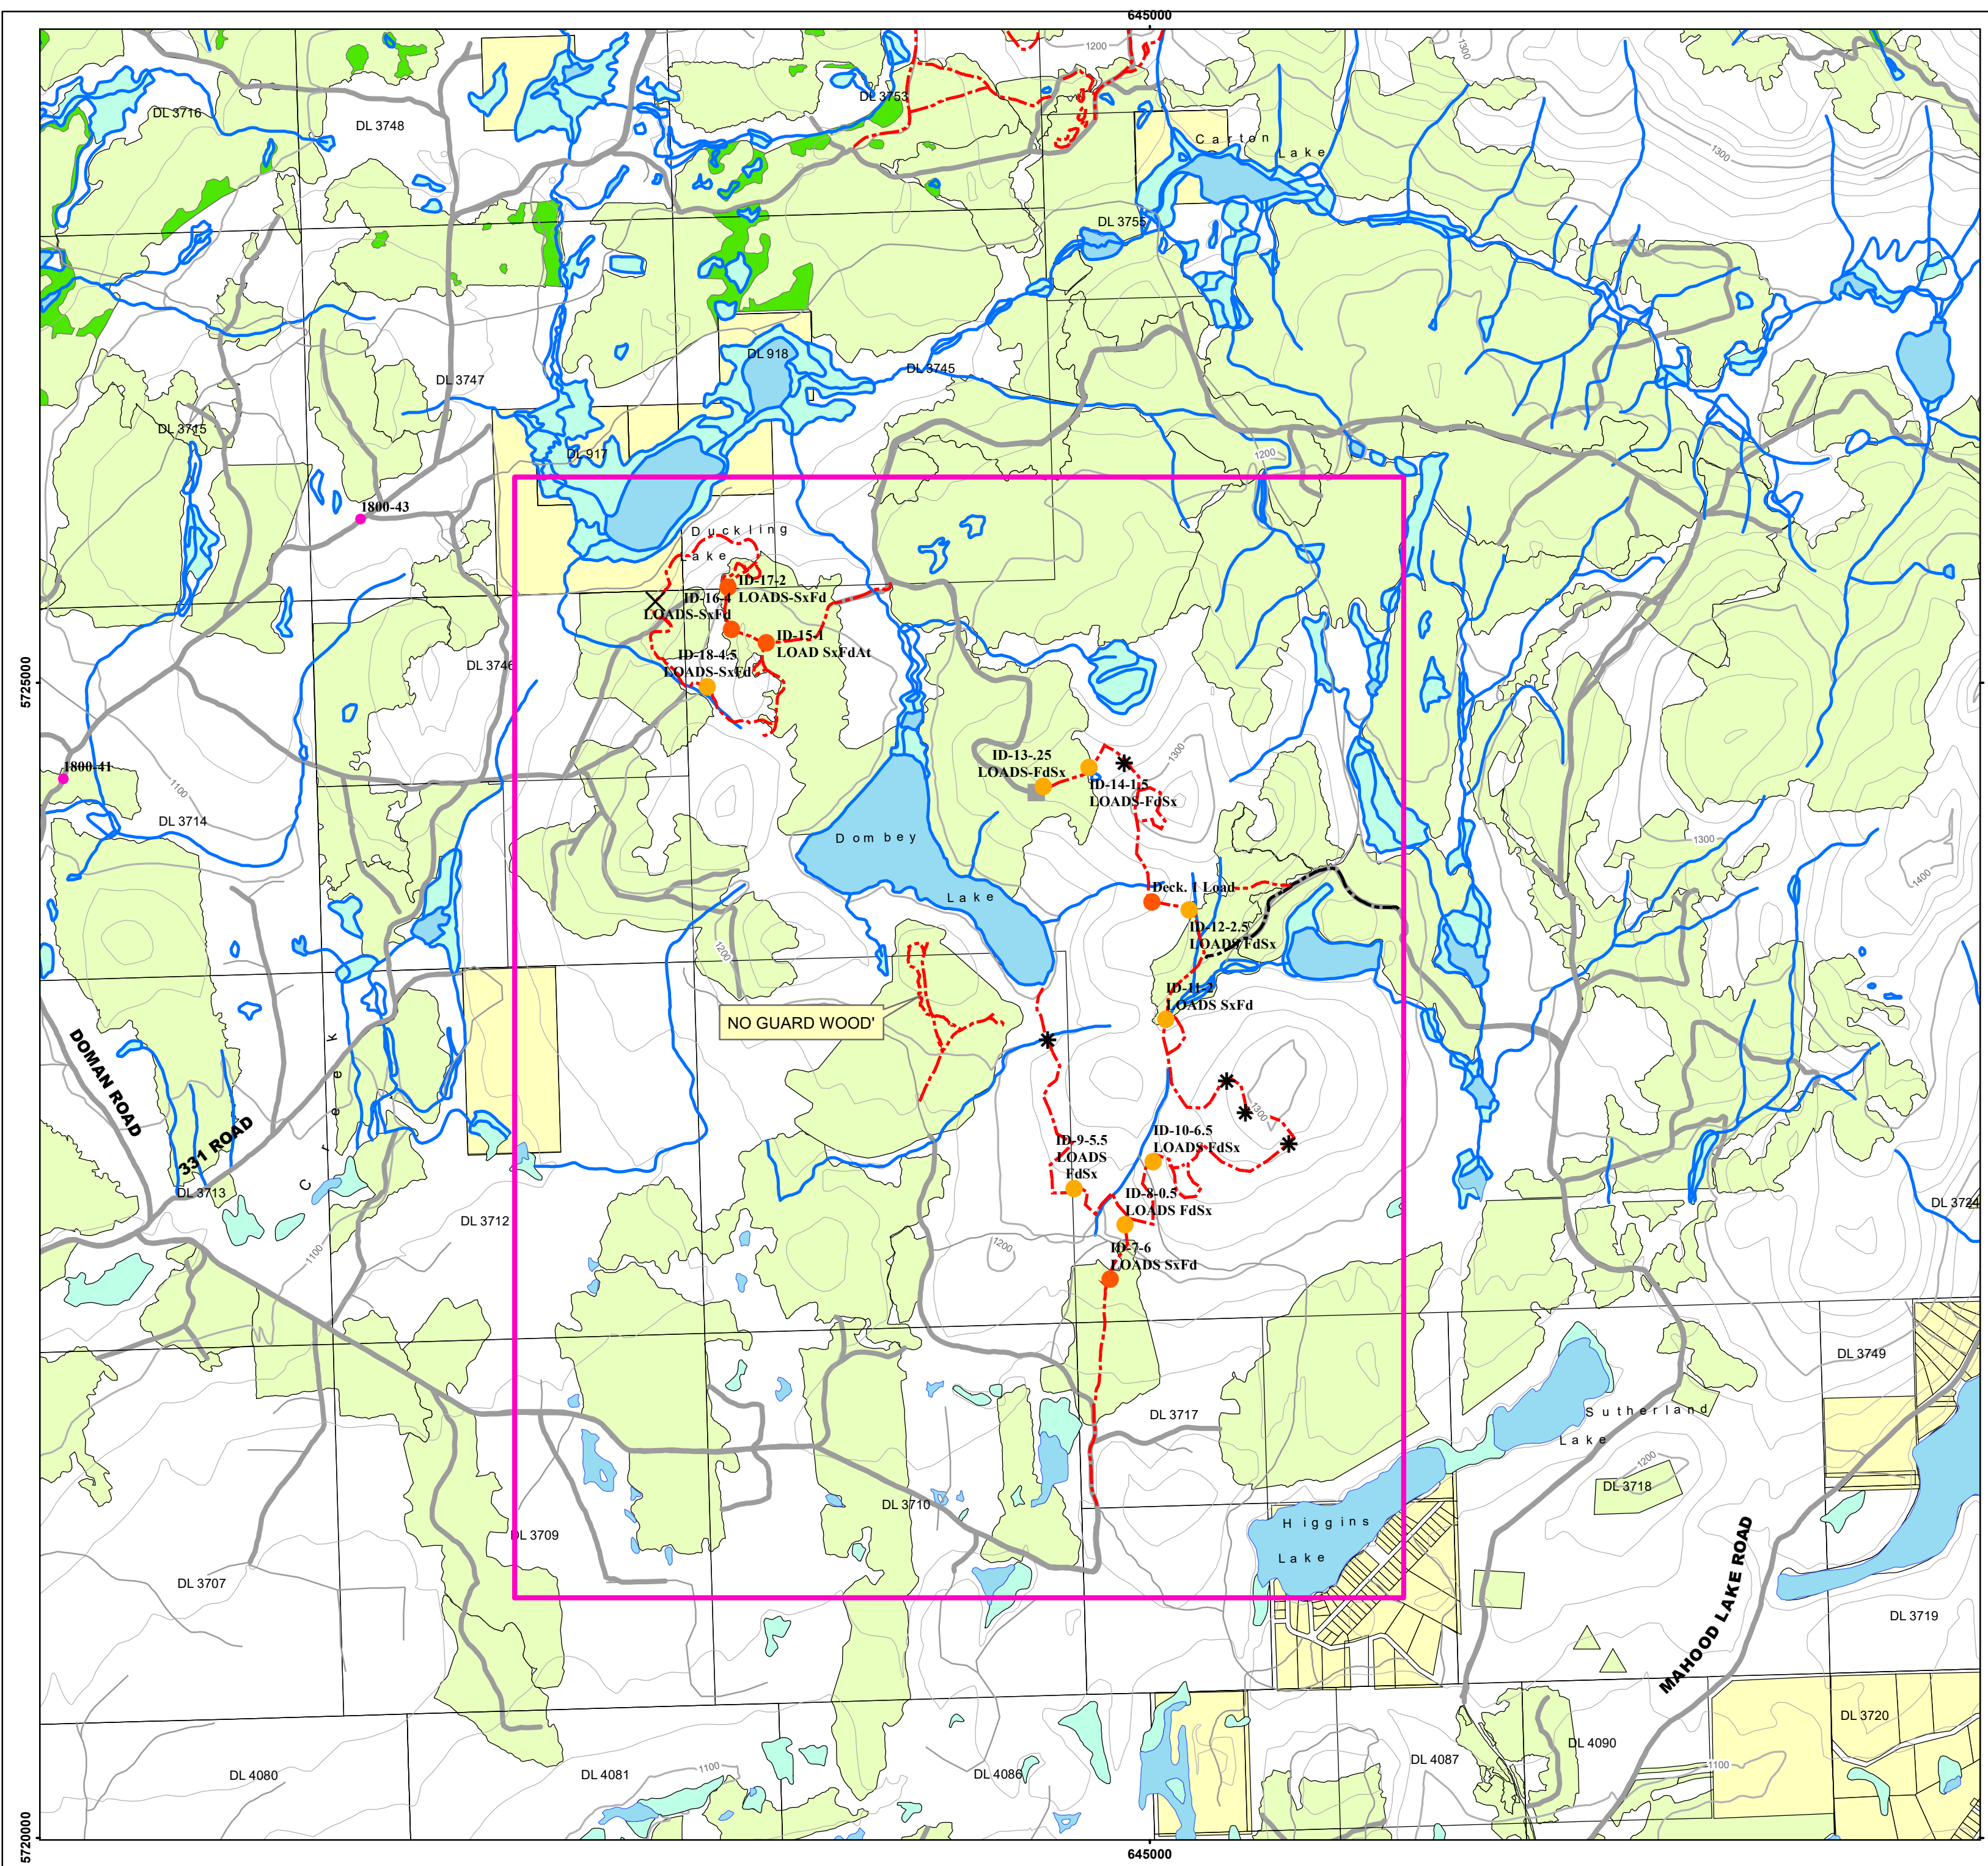 645000
1200
1300
DL 3753
DL 3716
DL 3748
Carton
Lake
1300
DL 3755
DL 918
DL 3745
DL 3747
DL 3715
DL 917
1200
1800-43
Duckling
Lake
ID-17-2
LOADS-SxFd
ID-16-4
LOADS-SxFd
ID-15-1
LOAD SxFdAt
ID-18-4.5
LOADS-SxFd
DL 3746
5725000
1800-41
1100
DL 3714
ID-13-.25
LOADS-FdSx
1300
ID-14-1.5
LOADS-FdSx
Dombey
Lake
1300
1400
Deck. 1 Load
ID-12-2.5
LOADS FdSx
1200
ID-11-2
LOADS SxFd
NO GUARD WOOD'
DOMAN ROAD
331 ROAD
Creek
1300
ID-10-6.5
LOADS-FdSx
ID-9-5.5
LOADS
FdSx
ID-8-0.5
LOADS FdSx
DL 3713
DL 3712
DL 3724
1100
1200
ID-7-6
LOADS SxFd
DL 3749
Sutherland
Lake
DL 3717
1200
DL 3718
DL 3710
DL 3709
Higgins
Lake
MAHOOD LAKE ROAD
DL 3707
DL 3719
DL 3720
DL 4090
DL 4087
1100
DL 4080
DL 4081
1100
DL 4086
5720000
645000